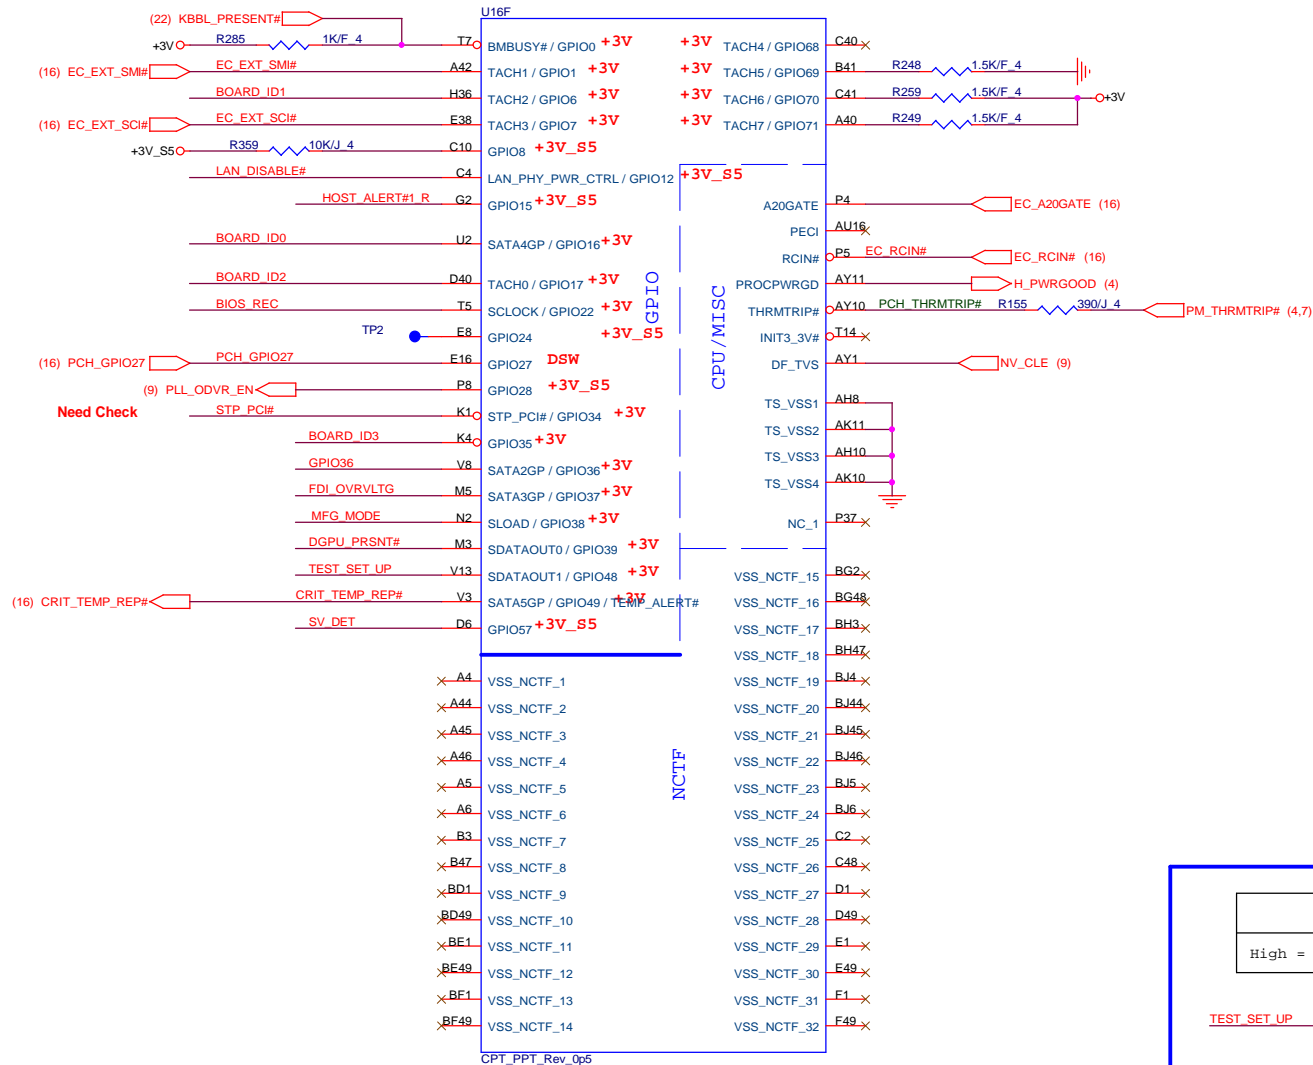 U16F
(22) KBBL_PRESENT#
+3V R285 1K/F_4 T7 BMBUSY# / GPIO0 +3V
(16) EC_EXT_SMI# EC_EXT_SMI# A42 TACH1 / GPIO1 +3V
BOARD_ID1 H36 TACH2 / GPIO6 +3V
(16) EC_EXT_SCI# EC_EXT_SCI# E38 TACH3 / GPIO7 +3V
+3V_S5 R359 10K/J_4 C10 GPIO8 +3V_S5
LAN_DISABLE# C4 LAN_PHY_PWR_CTRL / GPIO12 +3V_S5
HOST_ALERT#1_R G2 GPIO15 +3V_S5
BOARD_ID0 U2 SATA4GP / GPIO16 +3V
BOARD_ID2 D40 TACH0 / GPIO17 +3V
BIOS_REC T5 SCLOCK / GPIO22 +3V
TP2 E8 GPIO24 +3V_S5
(16) PCH_GPIO27 PCH_GPIO27 E16 GPIO27 DSW
(9) PLL_ODVR_EN P8 GPIO28 +3V_S5
Need Check
STP_PCI# K1 STP_PCI# / GPIO34 +3V
BOARD_ID3 K4 GPIO35 +3V
GPIO36 V8 SATA2GP / GPIO36 +3V
FDI_OVRVLTG M5 SATA3GP / GPIO37 +3V
MFG_MODE N2 SLOAD / GPIO38 +3V
DGPU_PRSNT# M3 SDATAOUT0 / GPIO39 +3V
TEST_SET_UP V13 SDATAOUT1 / GPIO48 +3V
(16) CRIT_TEMP_REP# CRIT_TEMP_REP# V3 SATA5GP / GPIO49 / TEMP_ALERT# +3V
SV_DET D6 GPIO57 +3V_S5
A4 VSS_NCTF_1
A44 VSS_NCTF_2
A45 VSS_NCTF_3
A46 VSS_NCTF_4
A5 VSS_NCTF_5
A6 VSS_NCTF_6
B3 VSS_NCTF_7
B47 VSS_NCTF_8
BD1 VSS_NCTF_9
BD49 VSS_NCTF_10
BE1 VSS_NCTF_11
BE49 VSS_NCTF_12
BF1 VSS_NCTF_13
BF49 VSS_NCTF_14
GPIO
CPU/MISC
NCTF
+3V TACH4 / GPIO68 C40
+3V TACH5 / GPIO69 B41 R248 1.5K/F_4
+3V TACH6 / GPIO70 C41 R259 1.5K/F_4 +3V
+3V TACH7 / GPIO71 A40 R249 1.5K/F_4
A20GATE P4 EC_A20GATE (16)
PECI AU16
RCIN# P5 EC_RCIN# EC_RCIN# (16)
PROCPWRGD AY11 H_PWRGOOD (4)
THRMTRIP# AY10 PCH_THRMTRIP# R155 390/J_4 PM_THRMTRIP# (4,7)
INIT3_3V# T14
DF_TVS AY1 NV_CLE (9)
TS_VSS1 AH8
TS_VSS2 AK11
TS_VSS3 AH10
TS_VSS4 AK10
NC_1 P37
VSS_NCTF_15 BG2
VSS_NCTF_16 BG48
VSS_NCTF_17 BH3
VSS_NCTF_18 BH47
VSS_NCTF_19 BJ4
VSS_NCTF_20 BJ44
VSS_NCTF_21 BJ45
VSS_NCTF_22 BJ46
VSS_NCTF_23 BJ5
VSS_NCTF_24 BJ6
VSS_NCTF_25 C2
VSS_NCTF_26 C48
VSS_NCTF_27 D1
VSS_NCTF_28 D49
VSS_NCTF_29 E1
VSS_NCTF_30 E49
VSS_NCTF_31 F1
VSS_NCTF_32 F49
CPT_PPT_Rev_0p5
High =
TEST_SET_UP